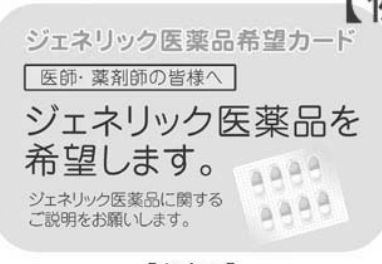 ジェネリック医薬品希望カード
医師・薬剤師の皆様へ
ジェネリック医薬品を
希望します。
ジェネリック医薬品に関する
ご説明をお願いします。